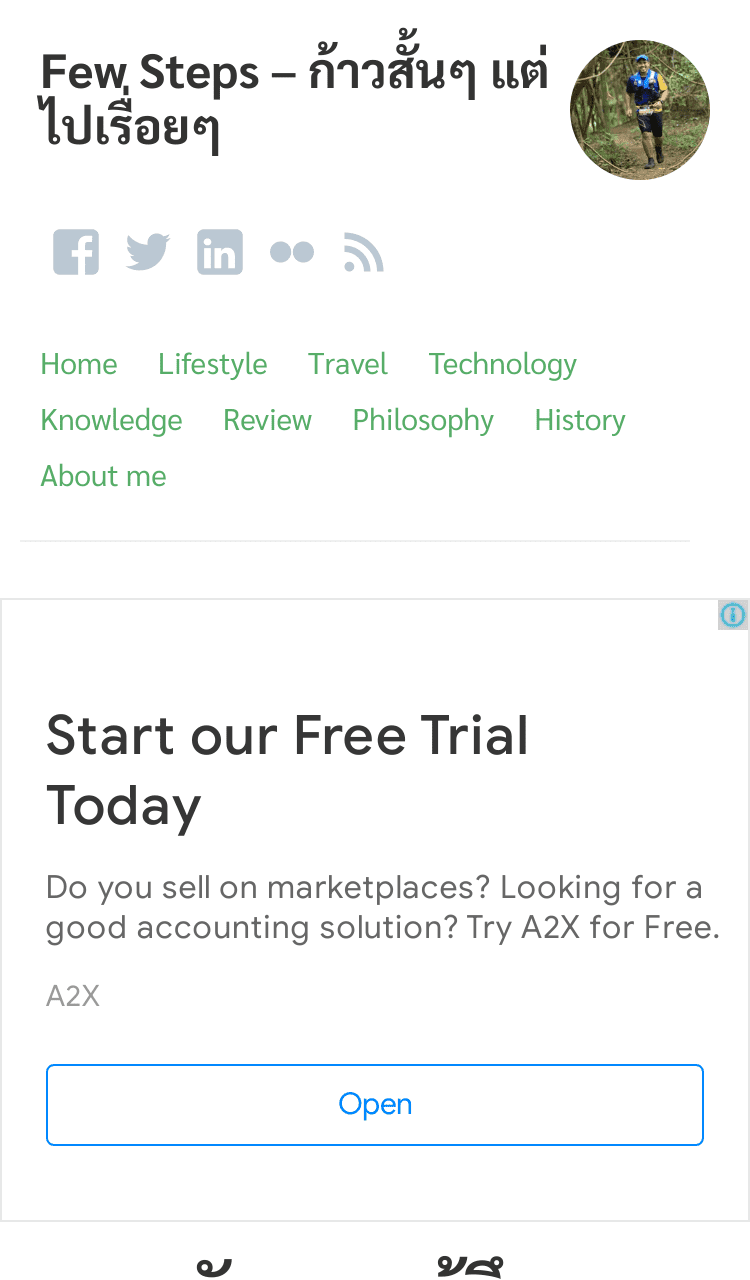 Few Steps – ก้าวสั้นๆ แต่
ไปเรื่อยๆ
Home Lifestyle Travel Technology
Knowledge Review Philosophy History
About me
Start our Free Trial
Today
Do you sell on marketplaces? Looking for a
good accounting solution? Try A2X for Free.
A2X
Open